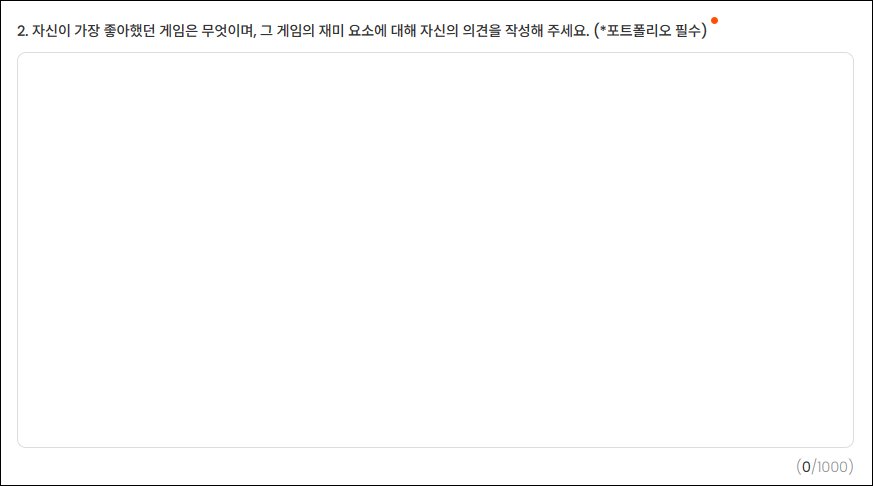 2. 자신이 가장 좋아했던 게임은 무엇이며, 그 게임의 재미 요소에 대해 자신의 의견을 작성해 주세요. (*포트폴리오 필수)
(0/1000)